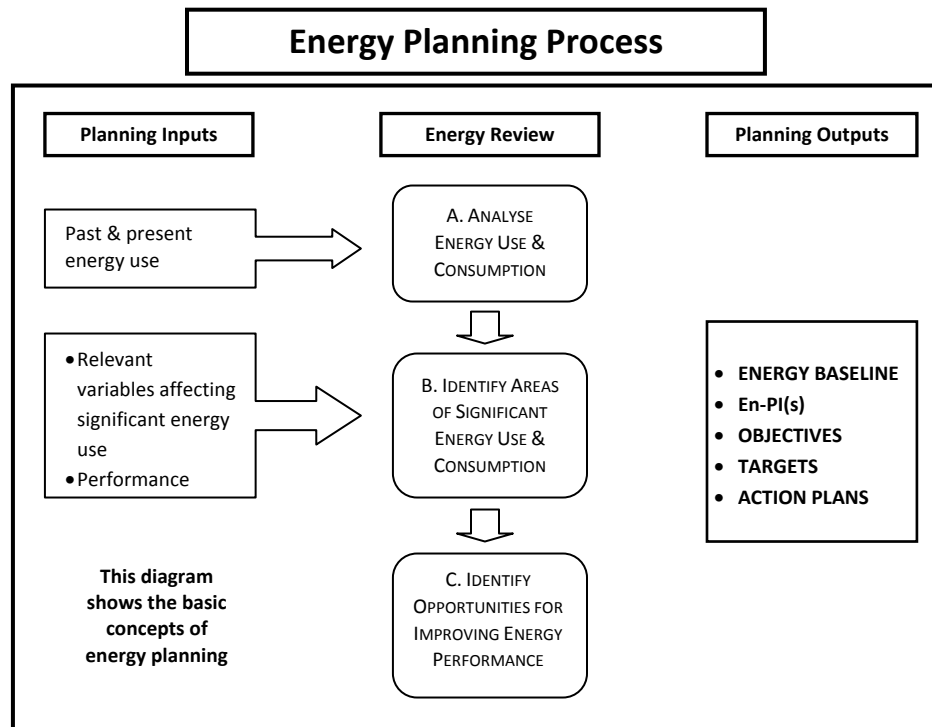 Energy Planning Process
Planning Inputs
Energy Review
Planning Outputs
Past & present
energy use
A. ANALYSE
ENERGY USE &
CONSUMPTION
•Relevant
variables affecting
significant energy
use
•Performance
B. IDENTIFY AREAS
OF SIGNIFICANT
ENERGY USE &
CONSUMPTION
• ENERGY BASELINE
• En-PI(s)
• OBJECTIVES
• TARGETS
• ACTION PLANS
This diagram
shows the basic
concepts of
energy planning
C. IDENTIFY
OPPORTUNITIES FOR
IMPROVING ENERGY
PERFORMANCE